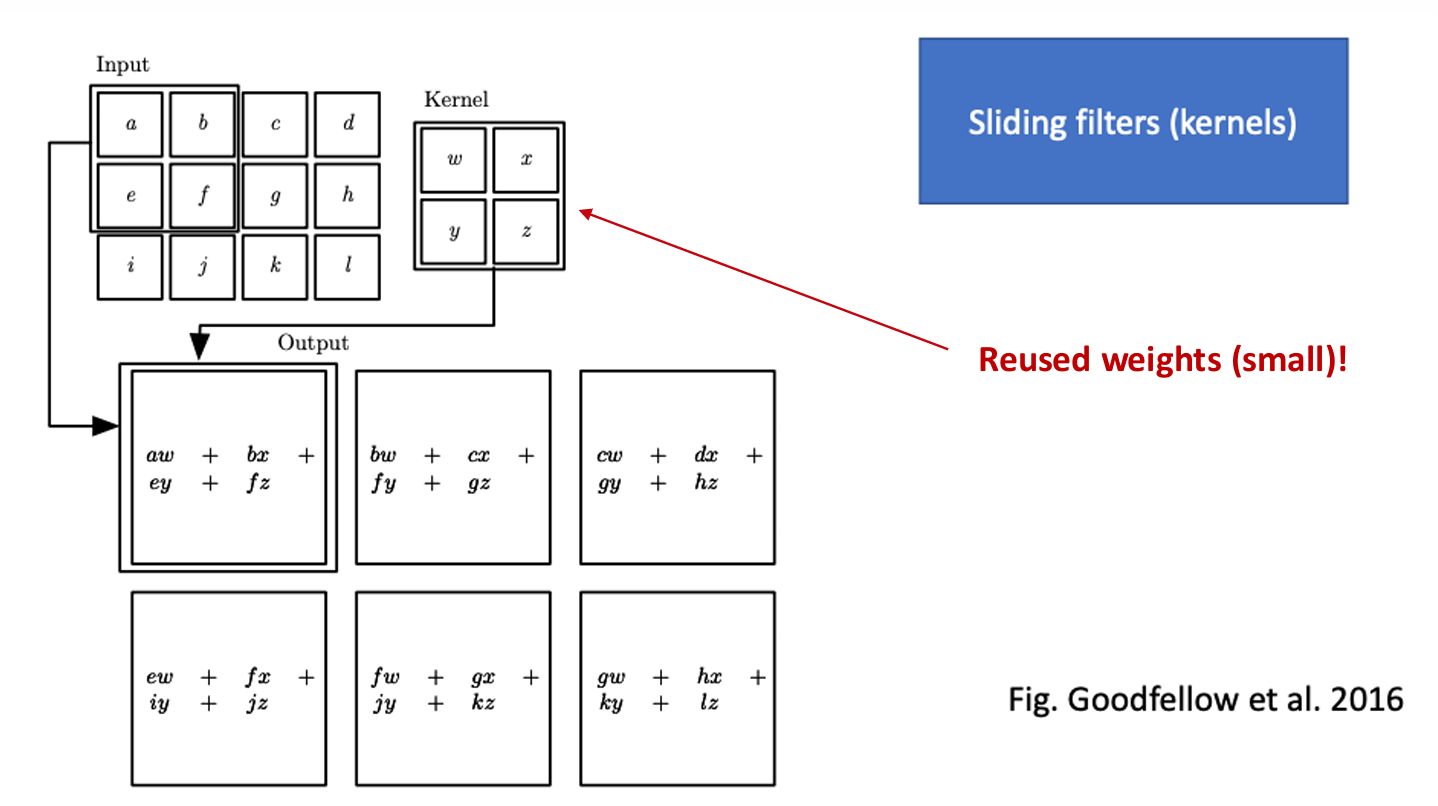 Input
a b c d
e f g h
i j k l
Kernel
w x
y z
Sliding filters (kernels)
Reused weights (small)!
Output
aw + bx +
ey + fz
bw + cx +
fy + gz
cw + dx +
gy + hz
ew + fx +
iy + jz
fw + gx +
jy + kz
gw + hx +
ky + lz
Fig. Goodfellow et al. 2016